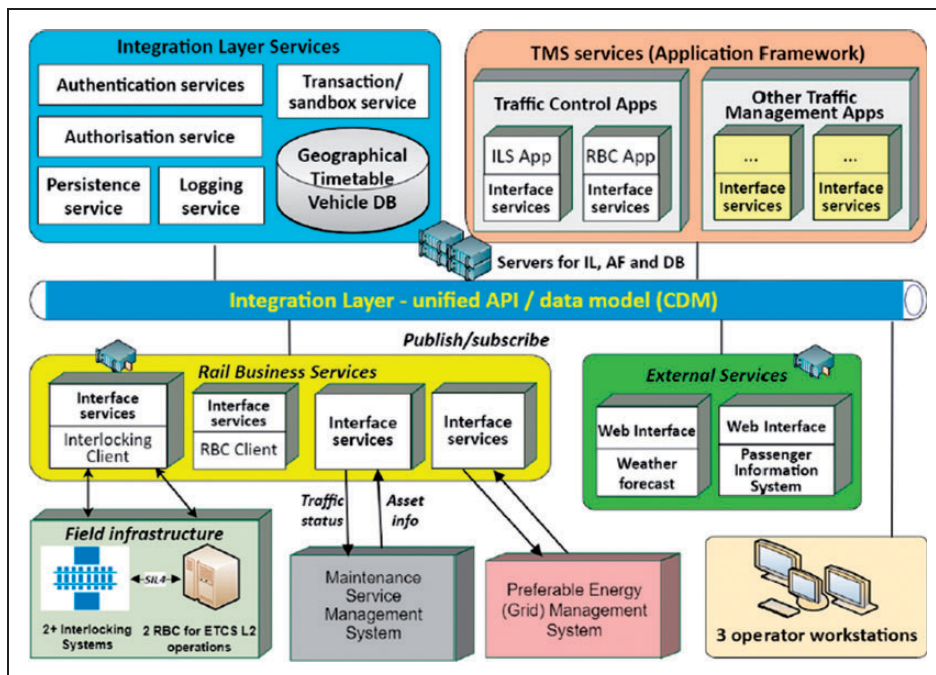 Integration Layer Services
Authentication services
Transaction/
sandbox service
Authorisation service
Persistence
service
Logging
service
Geographical
Timetable
Vehicle DB
TMS services (Application Framework)
Traffic Control Apps
ILS App
Interface
services
RBC App
Interface
services
Other Traffic
Management Apps
...
Interface
services
...
Interface
services
Servers for IL, AF and DB
Integration Layer - unified API / data model (CDM)
Publish/subscribe
Rail Business Services
Interface
services
Interlocking
Client
Interface
services
RBC Client
Interface
services
Interface
services
External Services
Web Interface
Weather
forecast
Web Interface
Passenger
Information
System
Traffic
status
Asset
info
Field infrastructure
SIL4
2+ Interlocking
Systems
2 RBC for ETCS L2
operations
Maintenance
Service
Management
System
Preferable Energy
(Grid) Management
System
3 operator workstations